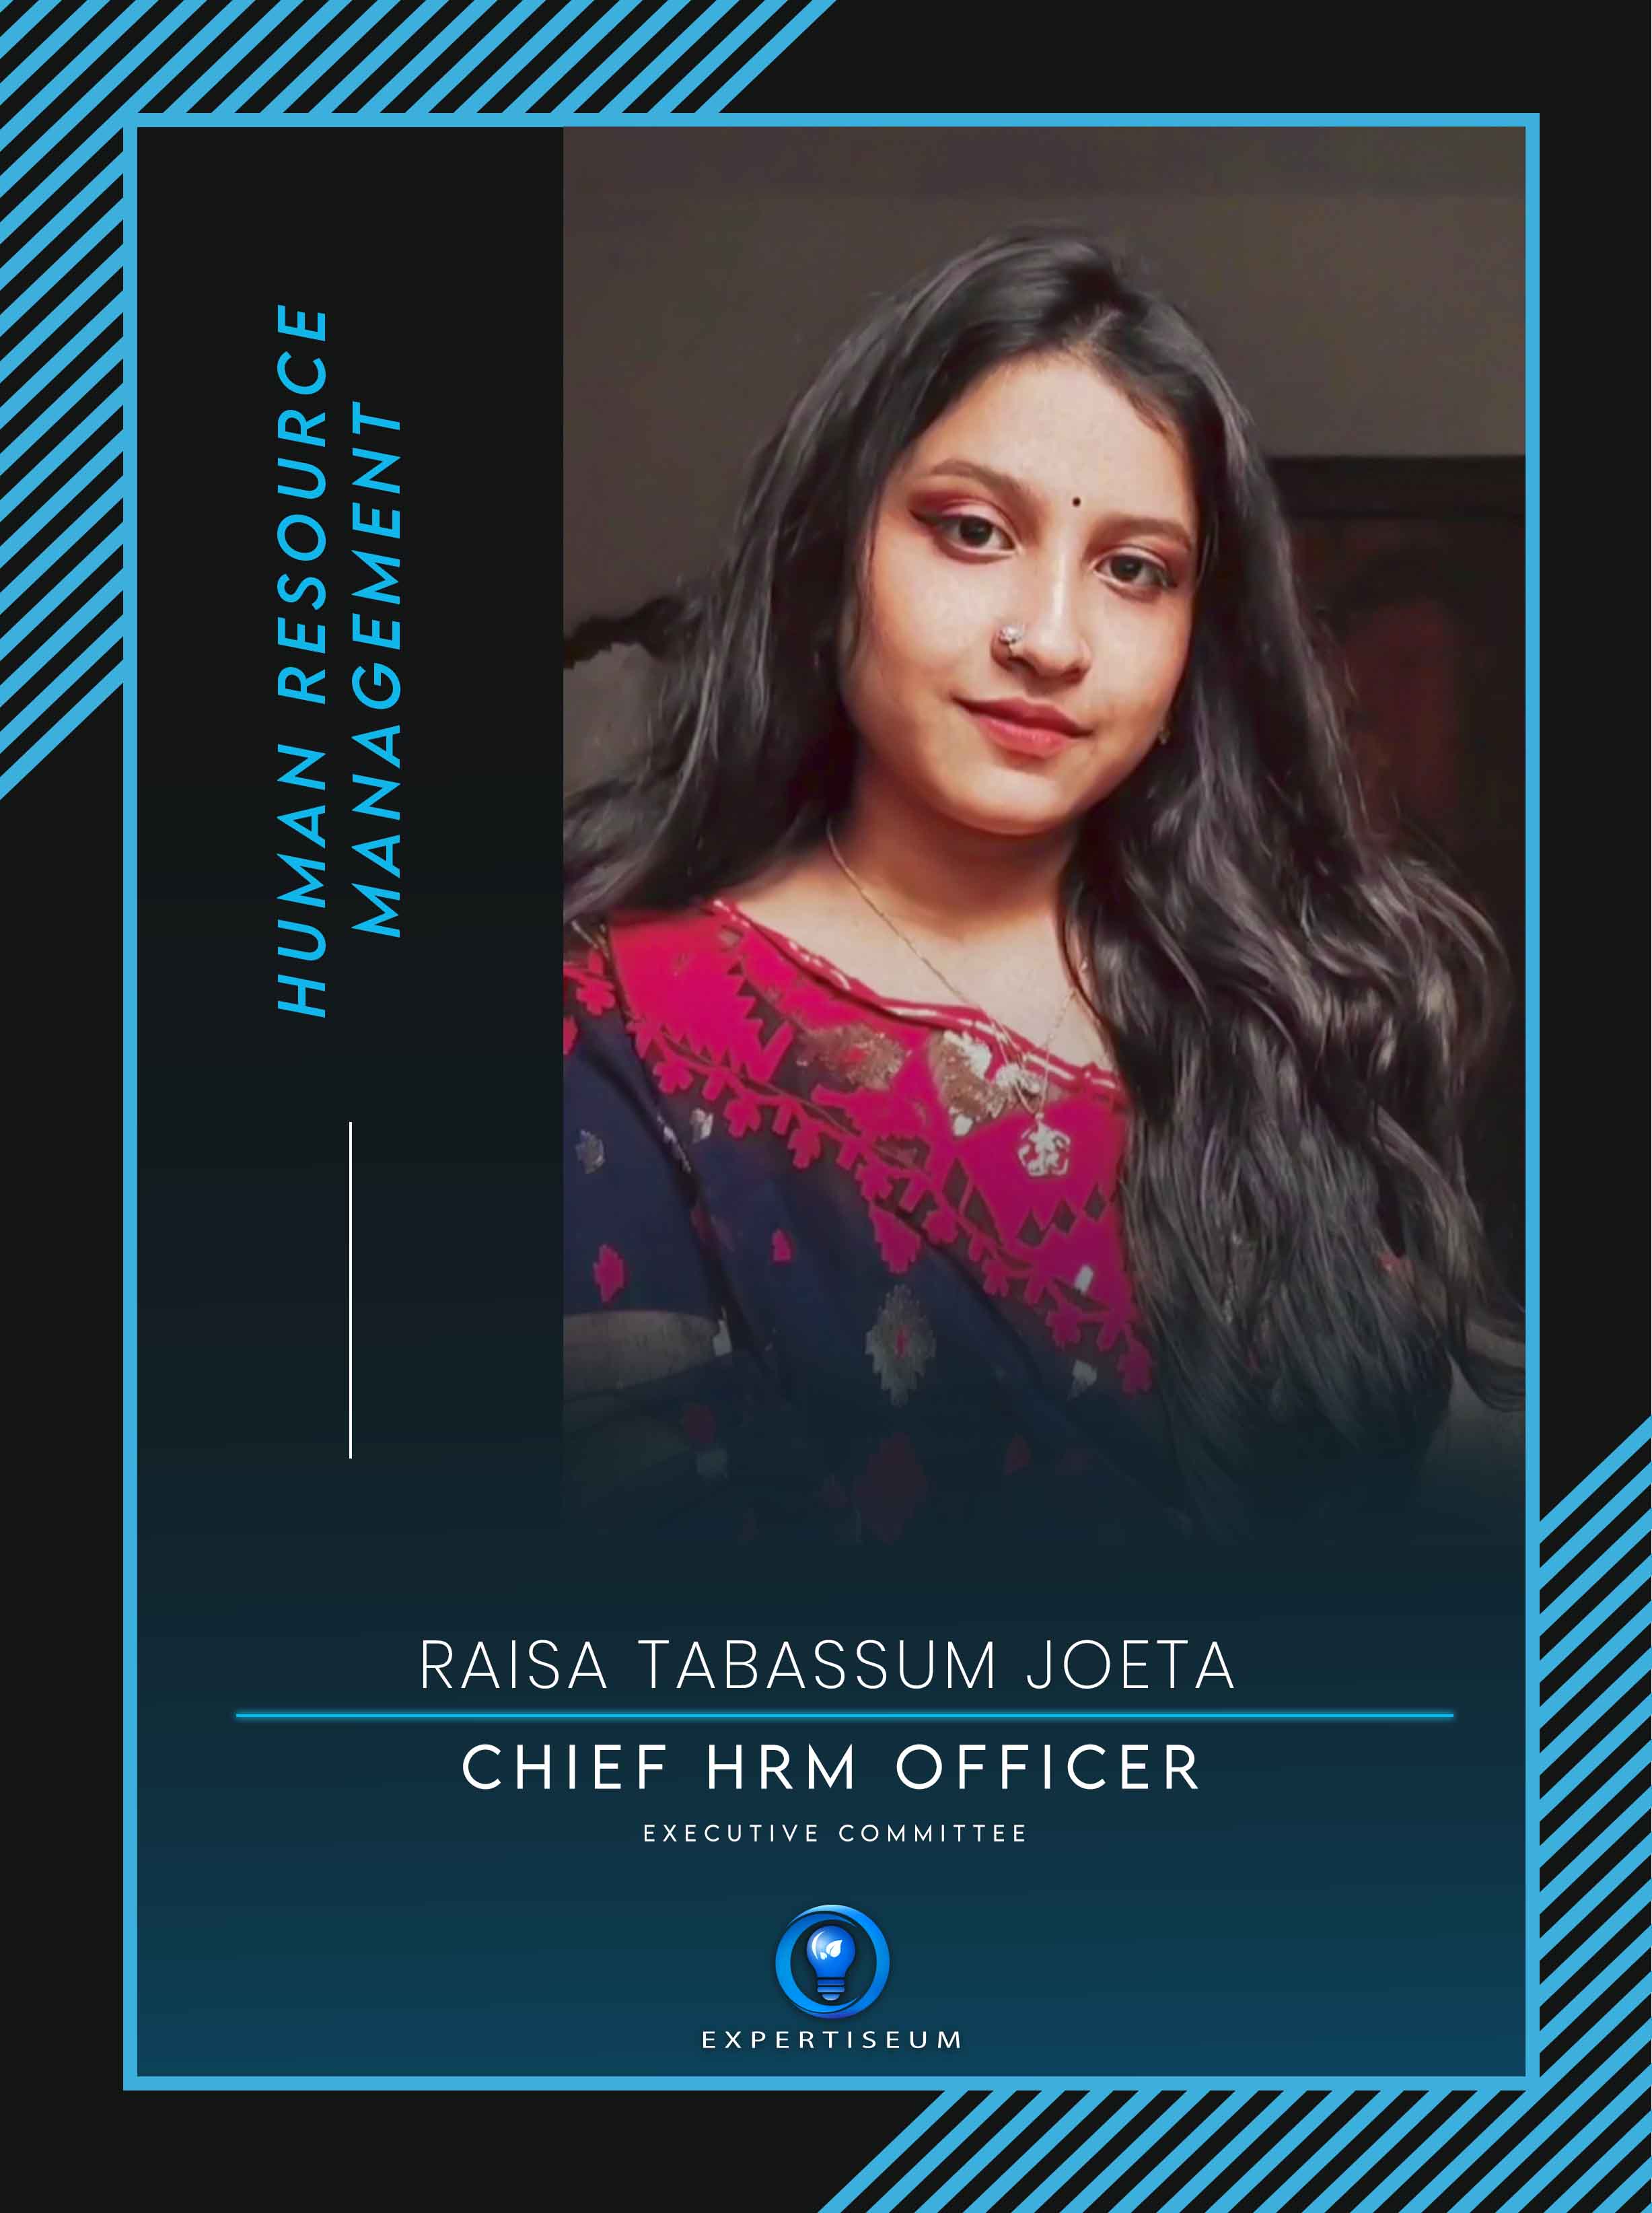 HUMAN RESOURCE
MANAGEMENT
RAISA TABASSUM JOETA
CHIEF HRM OFFICER
EXECUTIVE COMMITTEE
EXPERTISEUM